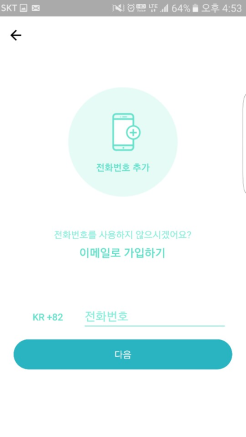 SKT 64% 오후 4:53
전화번호 추가
전화번호를 사용하지 않으시겠어요?
이메일로 가입하기
KR +82 전화번호
다음